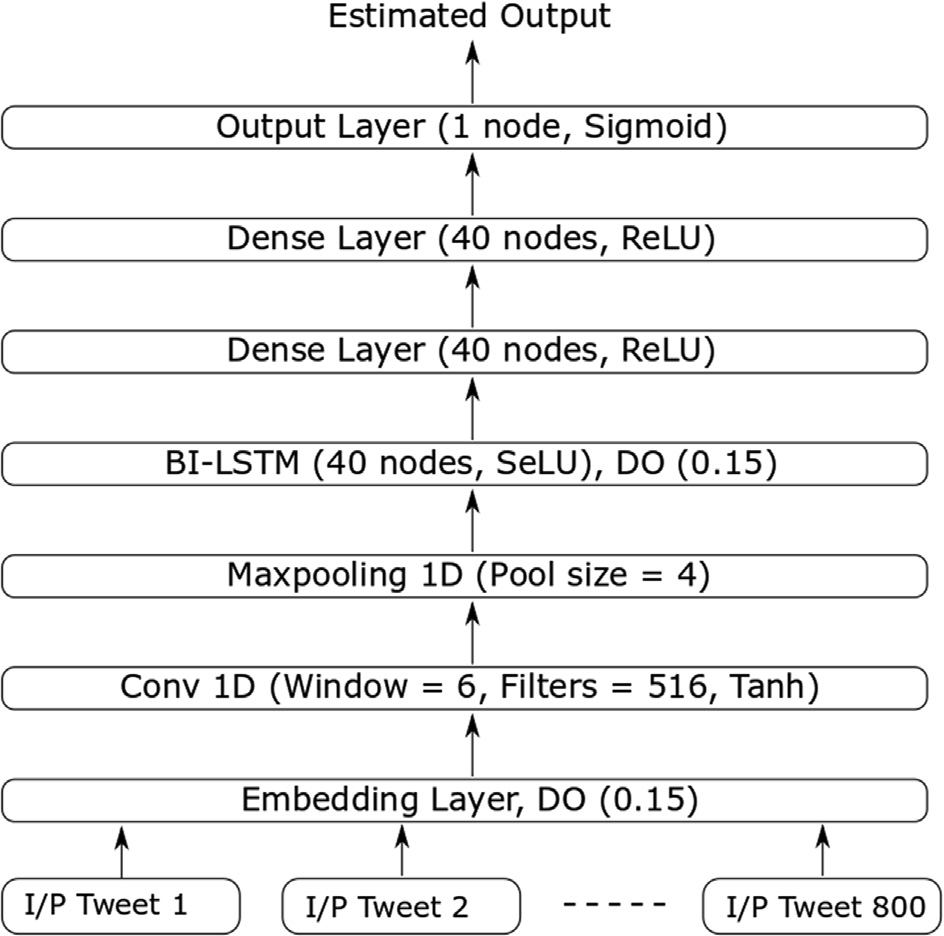 Estimated Output
Output Layer (1 node, Sigmoid)
Dense Layer (40 nodes, ReLU)
Dense Layer (40 nodes, ReLU)
BI-LSTM (40 nodes, SeLU), DO (0.15)
Maxpooling 1D (Pool size = 4)
Conv 1D (Window = 6, Filters = 516, Tanh)
Embedding Layer, DO (0.15)
I/P Tweet 1 I/P Tweet 2 ----- I/P Tweet 800